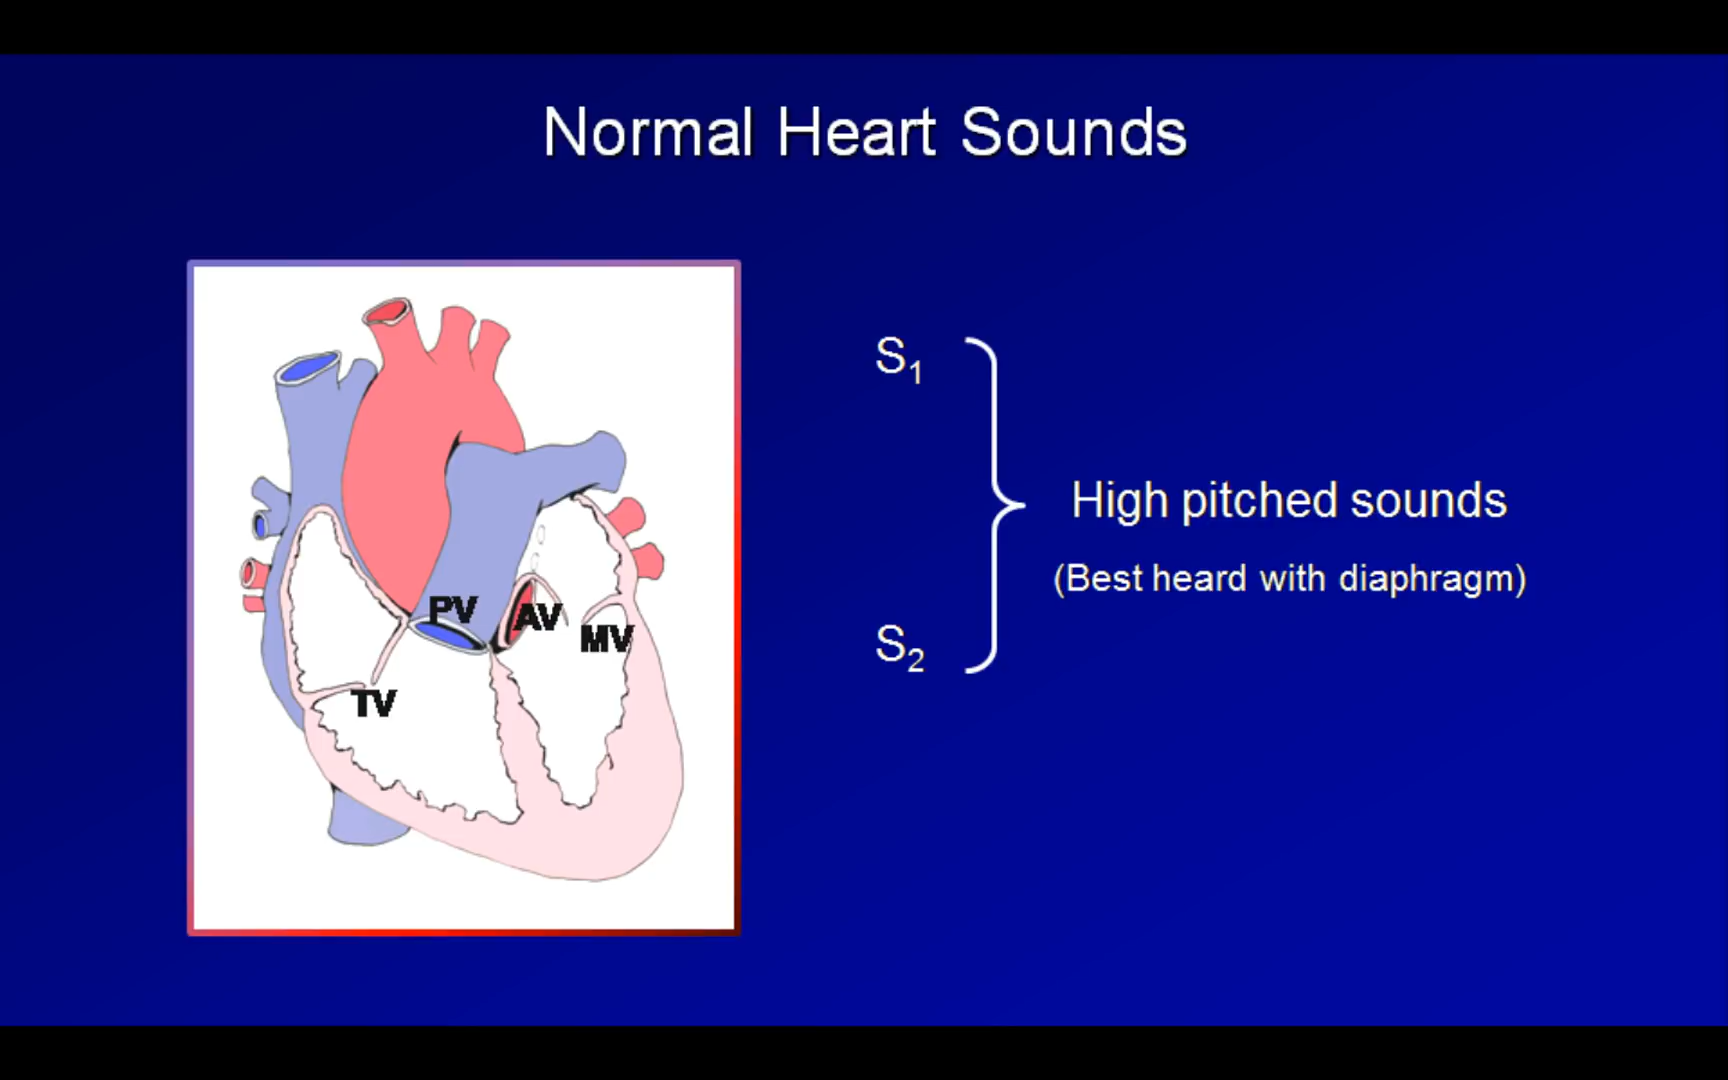 Normal Heart Sounds
PV
AV
MV
TV
S₁
High pitched sounds
(Best heard with diaphragm)
S₂